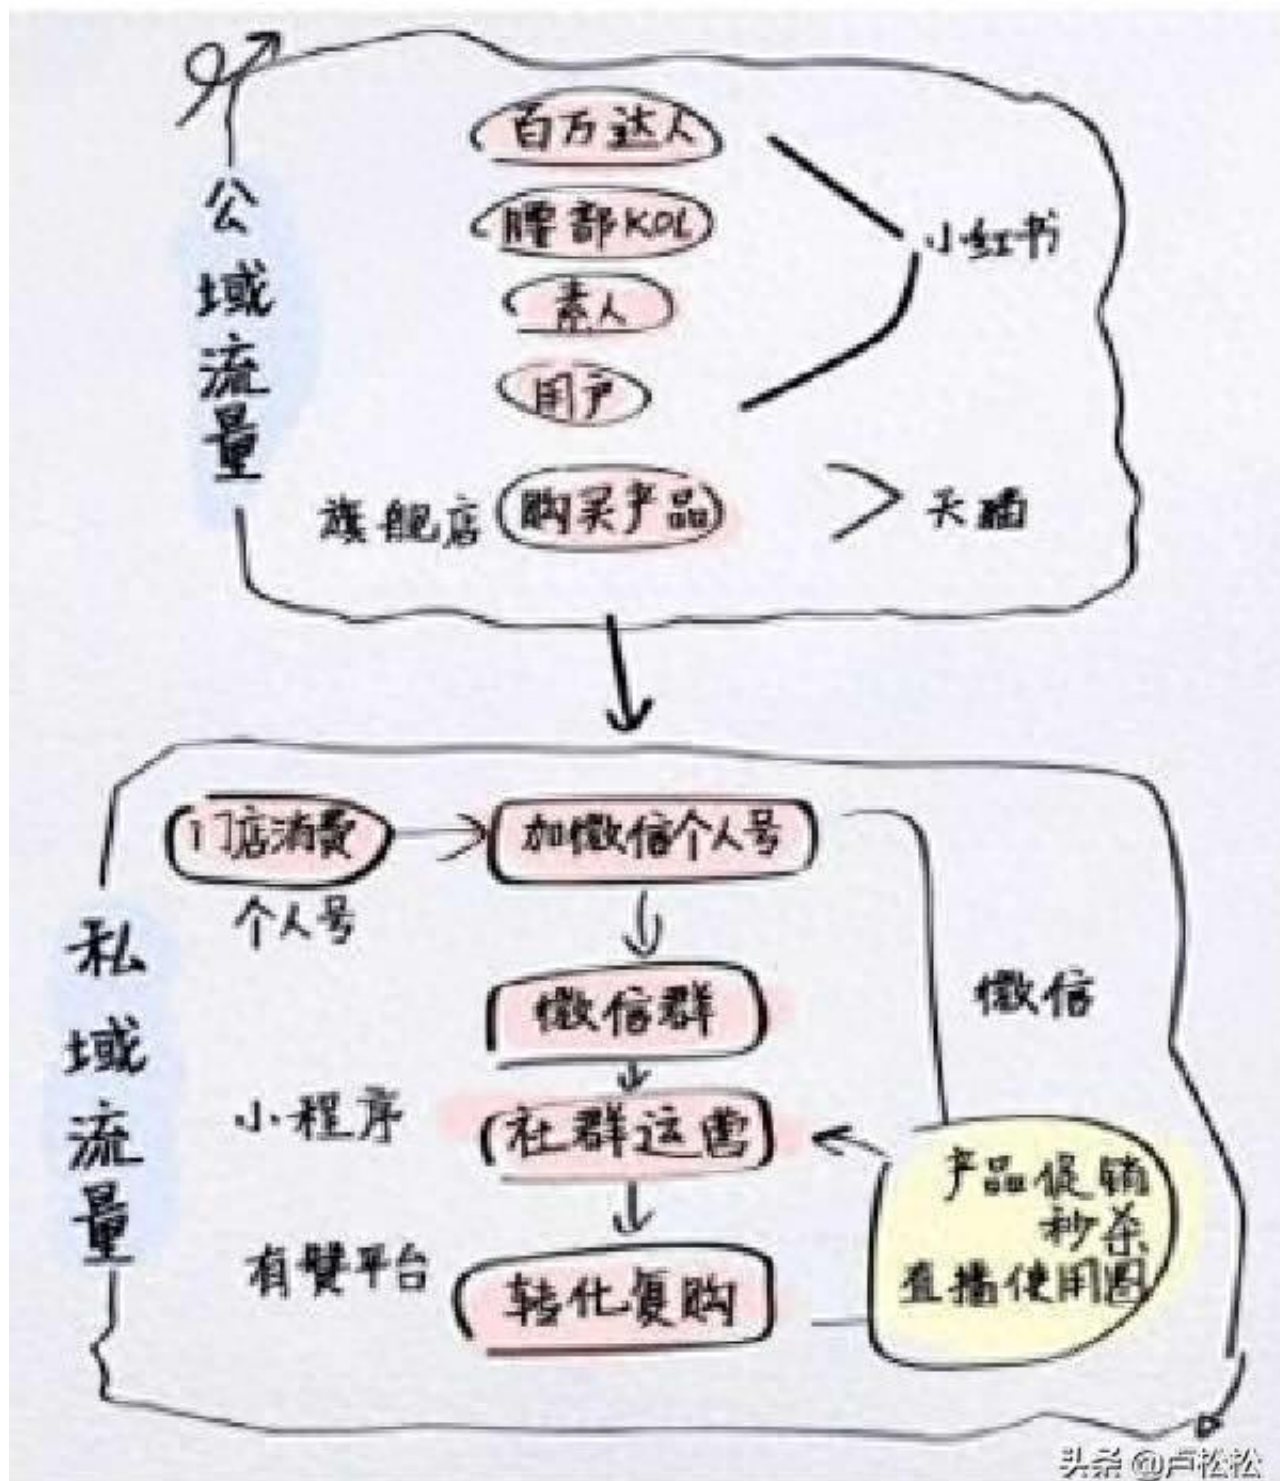 公域流量
百万达人
腰部KOL
小红书
素人
用户
旗舰店 购买产品 天猫
私域流量
门店消费 加微信个人号
个人号
微信群
微信
小程序 社群运营
产品促销
秒杀
直播使用圈
有赞平台 转化复购
头条 @卢松松